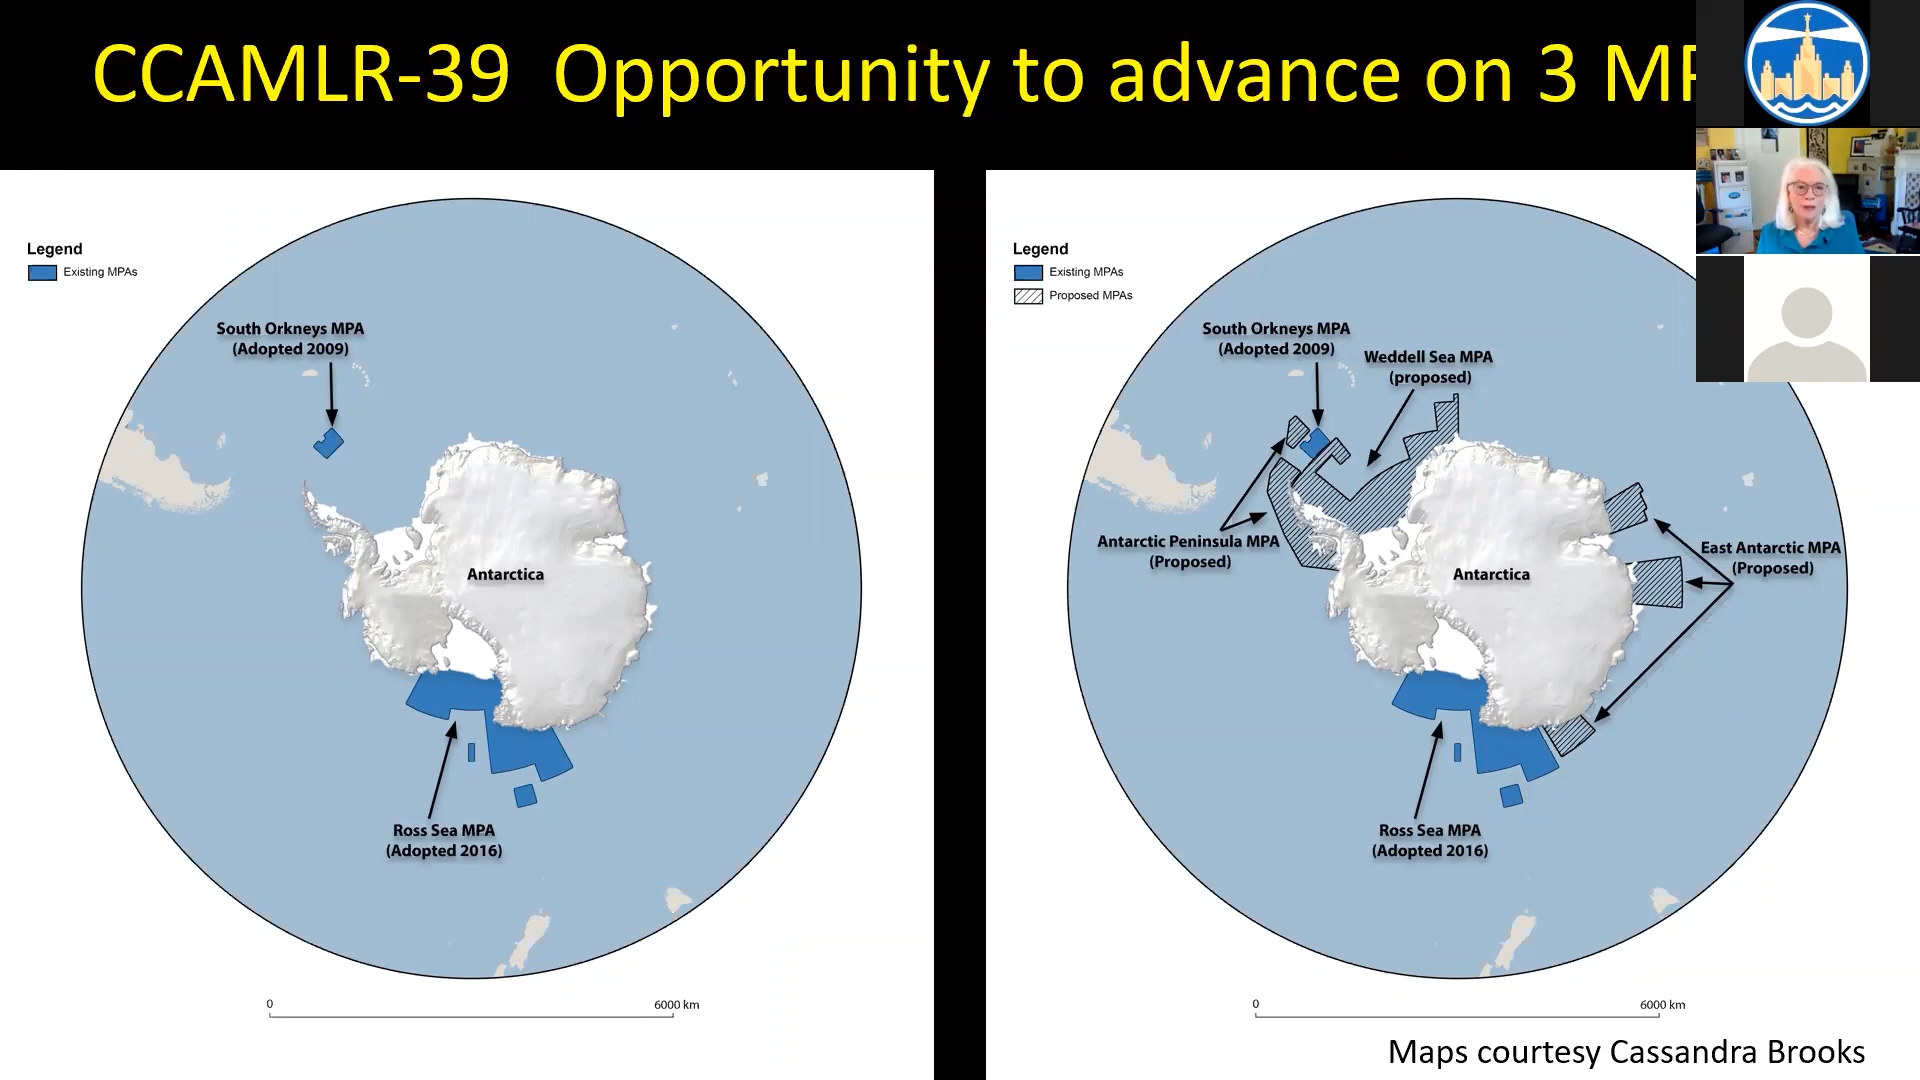 CCAMLR-39 Opportunity to advance on 3
Legend
Existing MPAs
South Orkneys MPA
(Adopted 2009)
Antarctica
Ross Sea MPA
(Adopted 2016)
0
6000 km
Legend
Existing MPAs
Proposed MPAs
South Orkneys MPA
(Adopted 2009)
Weddell Sea MPA
(proposed)
Antarctic Peninsula MPA
(Proposed)
East Antarctic MPA
(Proposed)
Antarctica
Ross Sea MPA
(Adopted 2016)
0
6000 km
Maps courtesy Cassandra Brooks